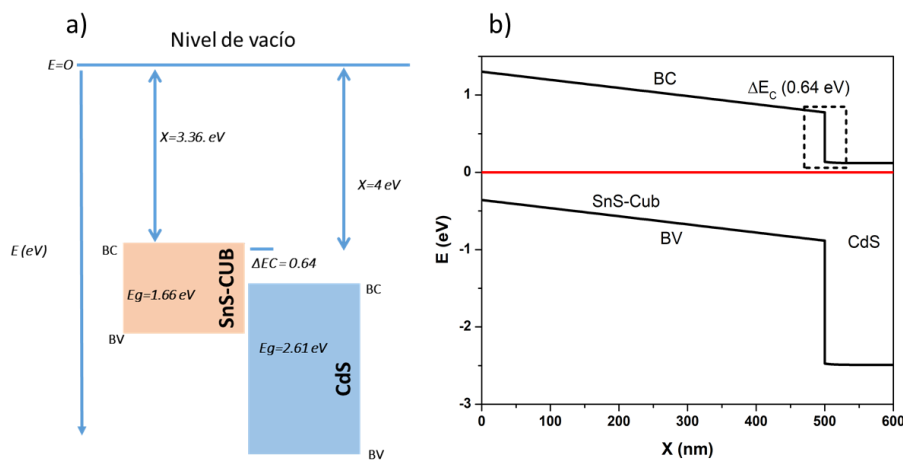 a)
Nivel de vacío
E=O
X=3.36. eV
X=4 eV
E (eV)
BC
ΔEC = 0.64
Eg=1.66 eV
SnS-CUB
BC
BV
Eg=2.61 eV
CdS
BV
b)
BC
ΔE_C (0.64 eV)
1
0
SnS-Cub
BV
CdS
-1
-2
-3
E (eV)
0
100
200
300
400
500
600
X (nm)